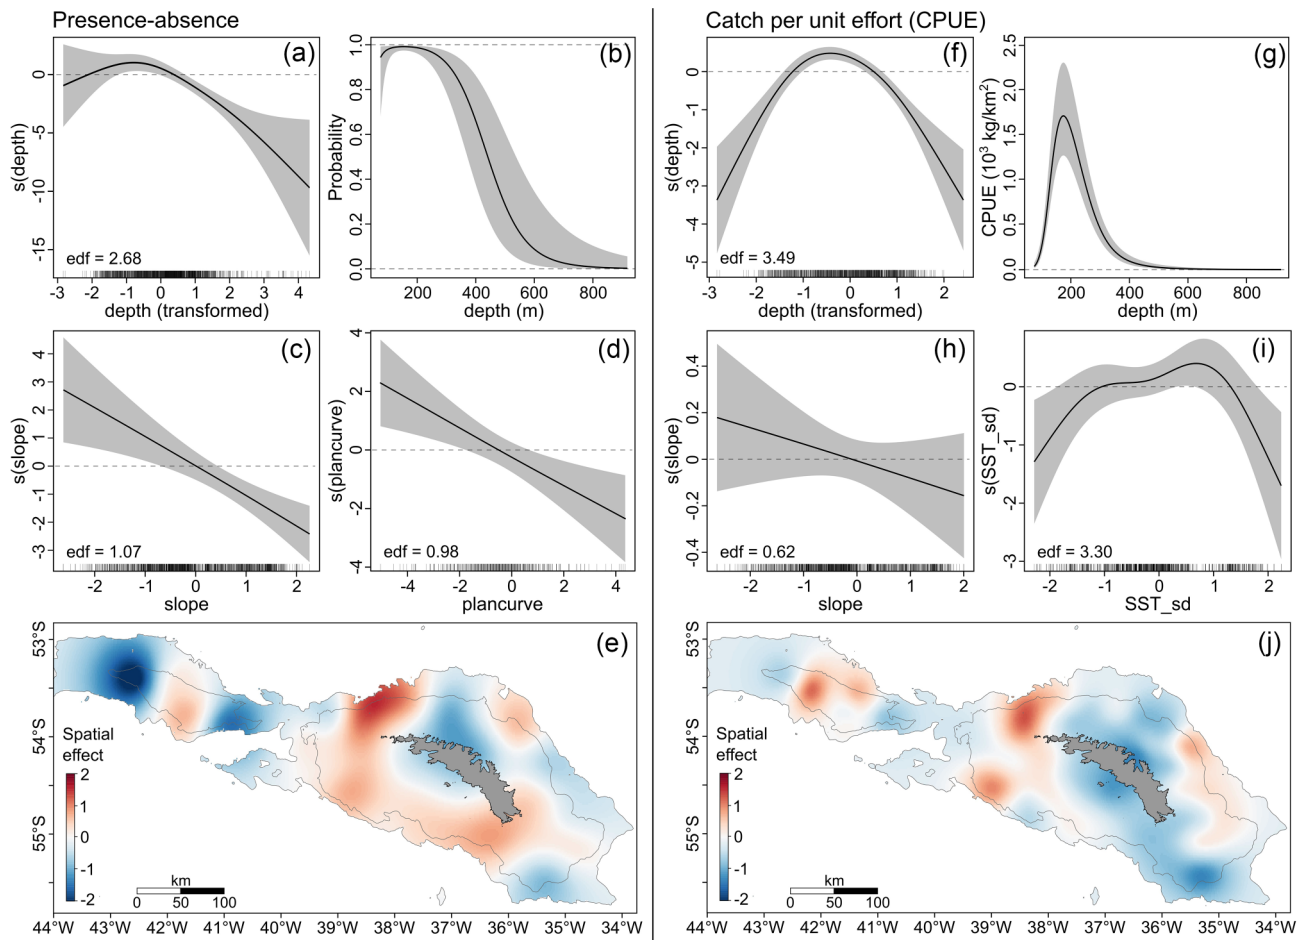 Presence-absence
Catch per unit effort (CPUE)
(a)
s(depth)
0
-5
-10
-15
edf = 2.68
-3 -2 -1 0 1 2 3 4
depth (transformed)
(b)
Probability
1.0
0.8
0.6
0.4
0.2
0.0
200 400 600 800
depth (m)
(f)
s(depth)
0
-1
-2
-3
-4
-5
edf = 3.49
-3 -2 -1 0 1 2
depth (transformed)
(g)
CPUE (10³ kg/km²)
2.5
2.0
1.5
1.0
0.5
0.0
200 400 600 800
depth (m)
(c)
s(slope)
4
3
2
1
0
-1
-2
-3
edf = 1.07
-2 -1 0 1 2
slope
(d)
s(plancurve)
4
2
0
-2
-4
edf = 0.98
-4 -2 0 2 4
plancurve
(h)
s(slope)
0.4
0.2
0
-0.2
-0.4
edf = 0.62
-2 -1 0 1 2
slope
(i)
s(SST_sd)
0
-1
-2
-3
edf = 3.30
-2 -1 0 1 2
SST_sd
(e)
53°S
54°S
55°S
Spatial
effect
2
1
0
-1
-2
km
0 50 100
44°W 43°W 42°W 41°W 40°W 39°W 38°W 37°W 36°W 35°W 34°W
(j)
53°S
54°S
55°S
Spatial
effect
2
1
0
-1
-2
km
0 50 100
44°W 43°W 42°W 41°W 40°W 39°W 38°W 37°W 36°W 35°W 34°W